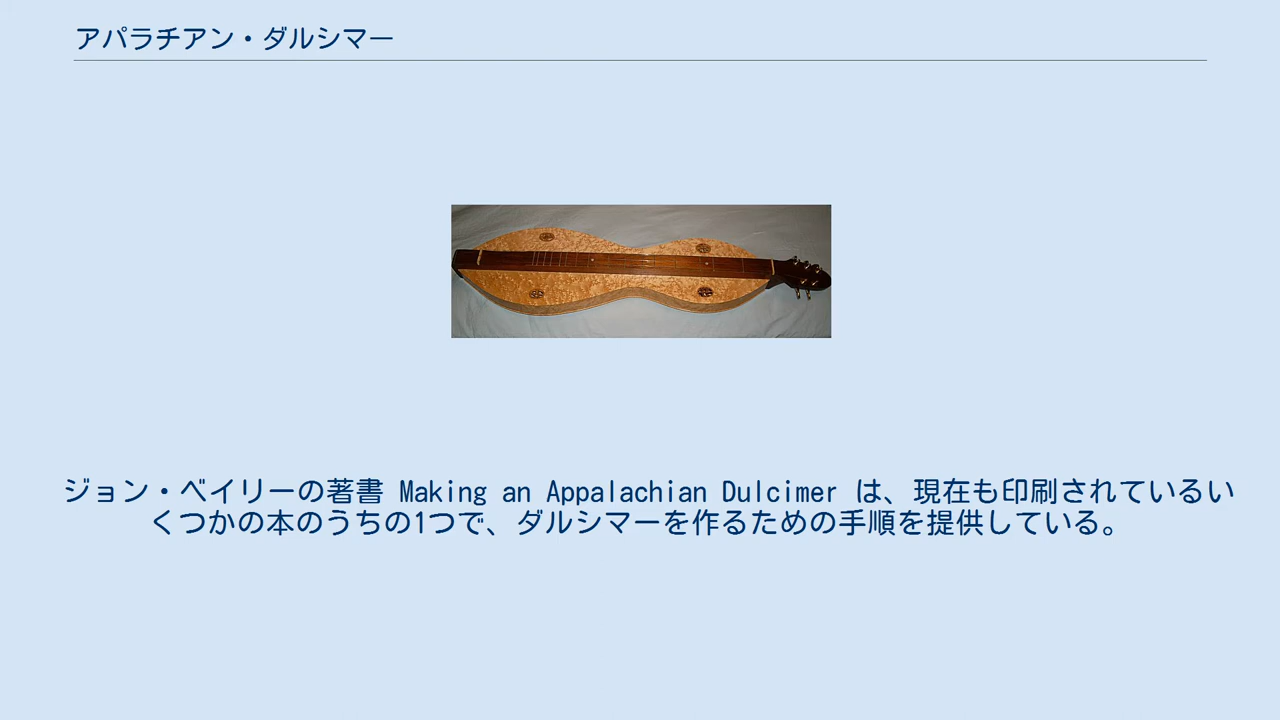 アパラチアン・ダルシマー
ジョン・ベイリーの著書 Making an Appalachian Dulcimer は、現在も印刷されているい
くつかの本のうちの1つで、ダルシマーを作るための手順を提供している。